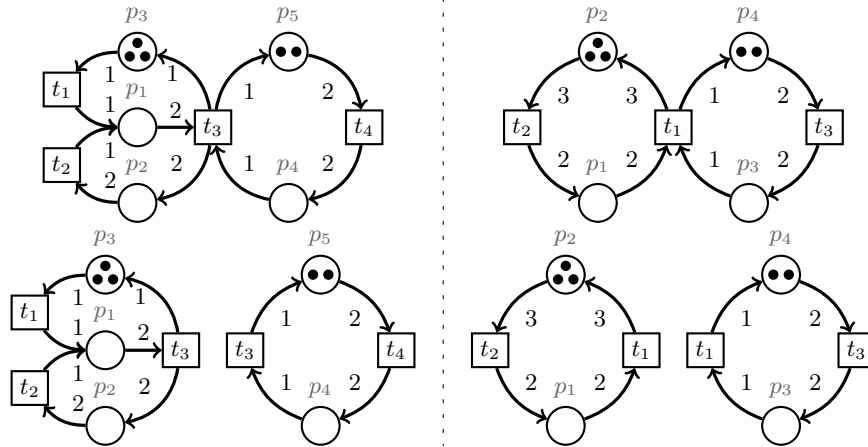 p3 p5 p2 p4
1 1 1 2 3 3 1 2
t1 p1
1 2
t3 t4 t2 t1 t3
t2 1
2 p2 2 1 2 2 p1 2 1 p3 2
p4
p3 p5 p2 p4
1 1 1 2 3 3 1 2
t1 p1
1 2
t3 t3 t4 t2 t1 t1 t3
t2 1
2 p2 2 1 p4 2 2 p1 2 1 p3 2